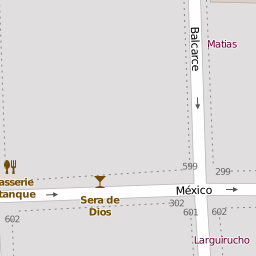 Balcarce
Matias
599
299
asserie
tanque
México
Sera de
Dios
302
602
601
602
Larguirucho